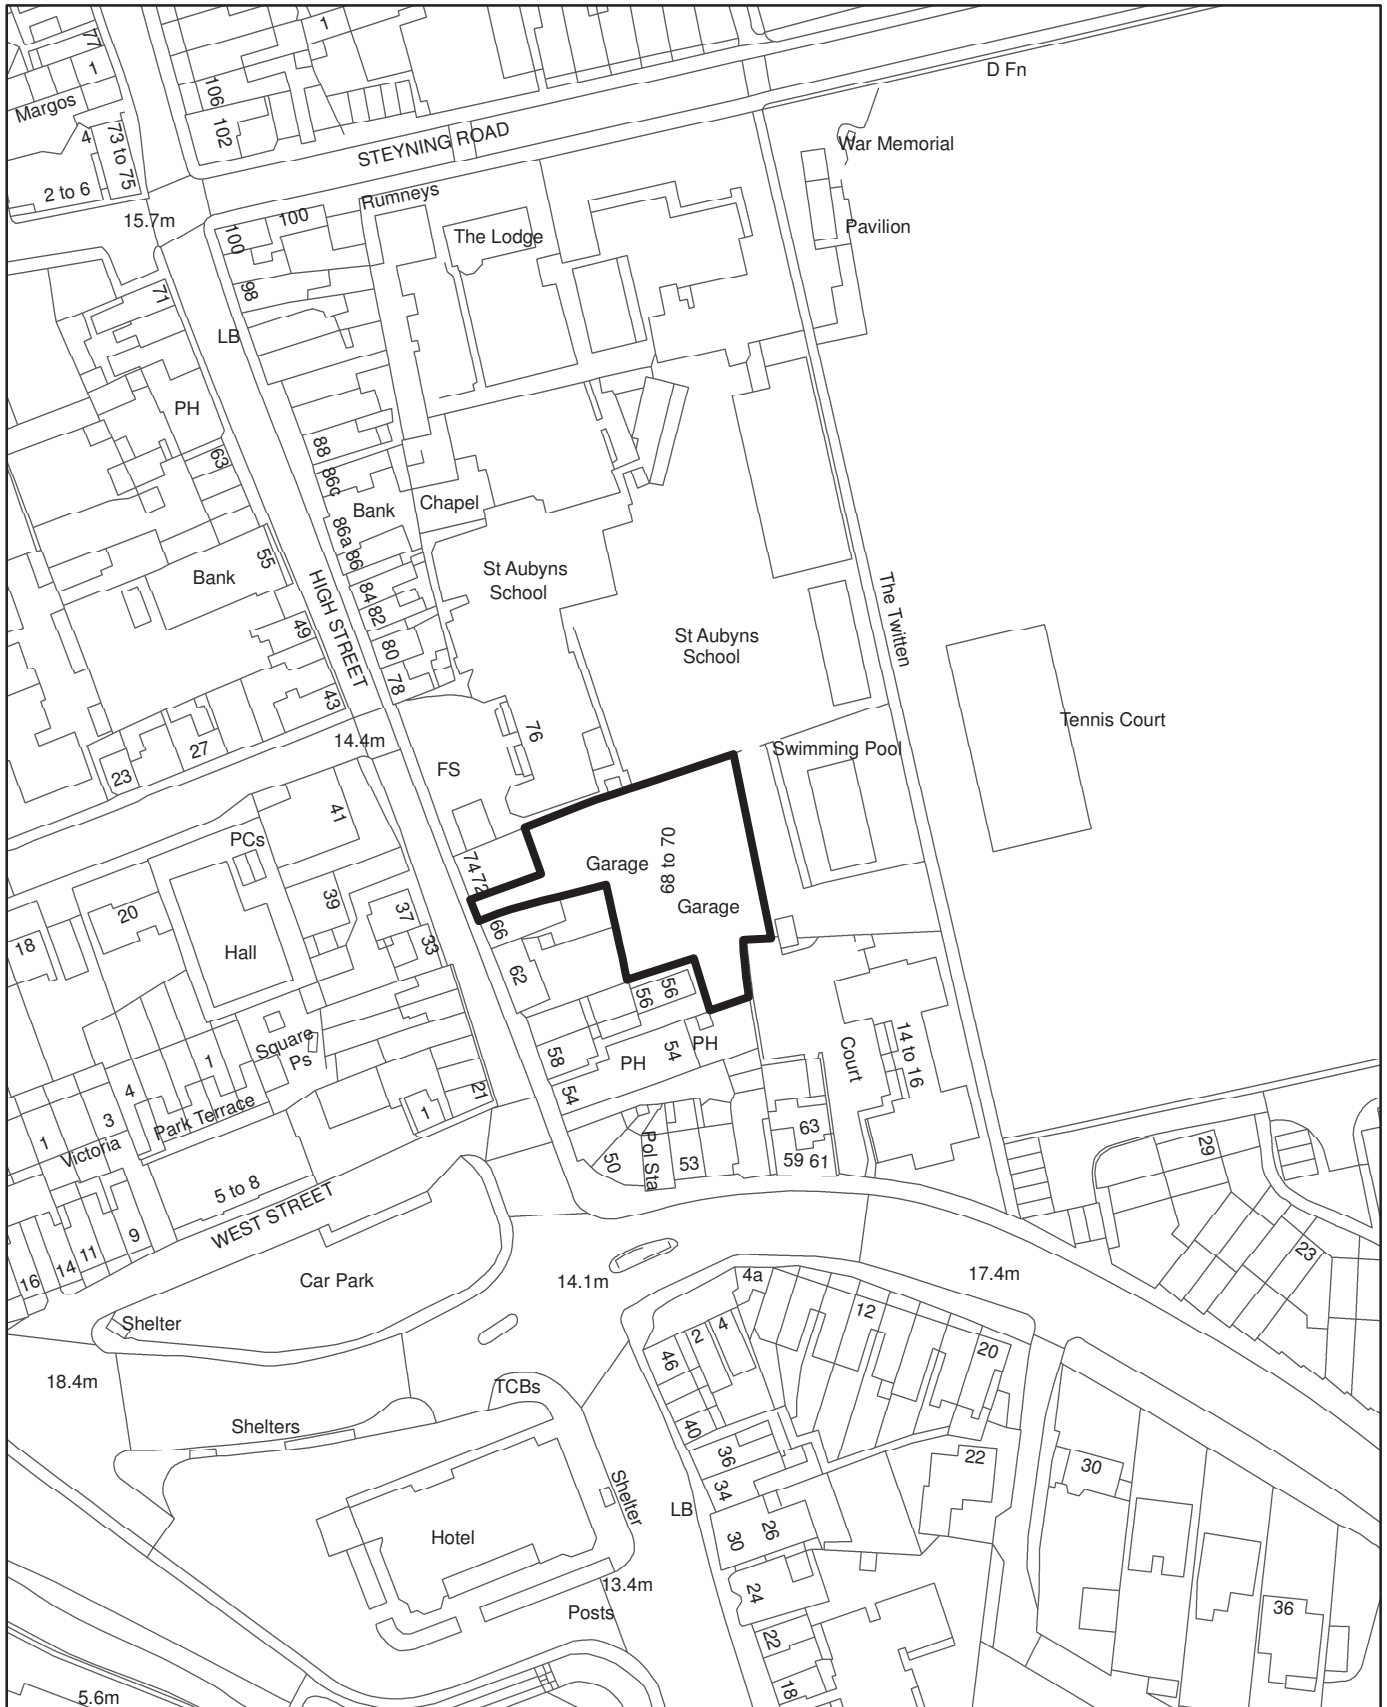 1
77
1
D Fn
Margos
106
102
4
73 to 75
STEYNING ROAD
War Memorial
2 to 6
Rumneys
15.7m
100
100
The Lodge
Pavilion
98
71
LB
PH
88
63
86c
Bank
Chapel
86a
86
55
Bank
HIGH STREET
84
82
St Aubyns
School
The Twitten
49
80
St Aubyns
School
78
43
76
Tennis Court
27
14.4m
Swimming Pool
23
FS
41
PCs
74
72
Garage
68 to 70
39
Garage
20
37
66
18
33
Hall
62
56
56
Square
Ps
1
58
PH
54
PH
Court
14 to 16
4
54
21
3
Park Terrace
1
1
Victoria
63
50
Pol Sta
53
59
61
29
5 to 8
WEST STREET
9
11
14
16
23
Car Park
14.1m
4a
17.4m
12
Shelter
2
4
46
20
18.4m
TCBs
Shelters
40
36
22
30
34
Shelter
LB
Hotel
30
26
13.4m
24
Posts
36
22
18
5.6m